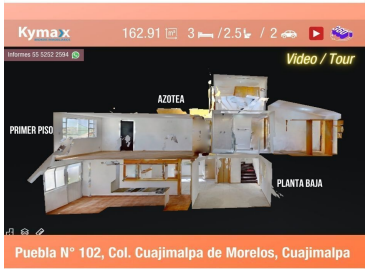 Kymax 162.91 m² 3 / 2.5 / 2
Informes 55 5252 2594
Video / Tour
AZOTEA
PRIMER PISO
PLANTA BAJA
Puebla N° 102, Col. Cuajimalpa de Morelos, Cuajimalpa